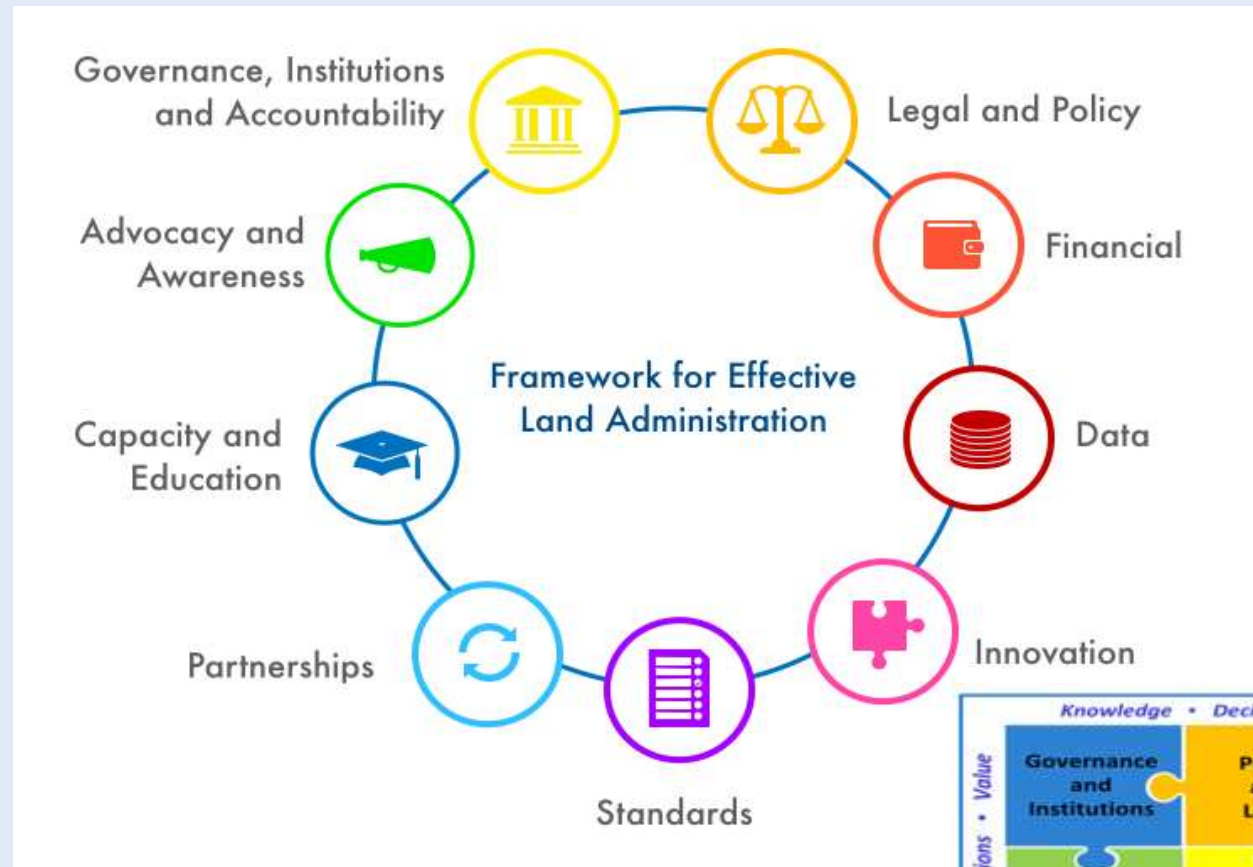 Governance, Institutions
and Accountability
Legal and Policy
Advocacy and
Awareness
Financial
Framework for Effective
Land Administration
Capacity and
Education
Data
Partnerships
Innovation
Standards
Knowledge •
Value
Governance
and
Institutions